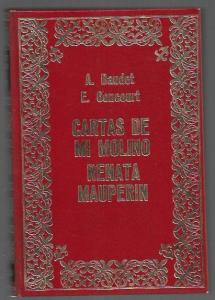 A. Daudet
E. Goncourt
CARTAS DE
MI MOLINO
RENATA
MAUPERIN